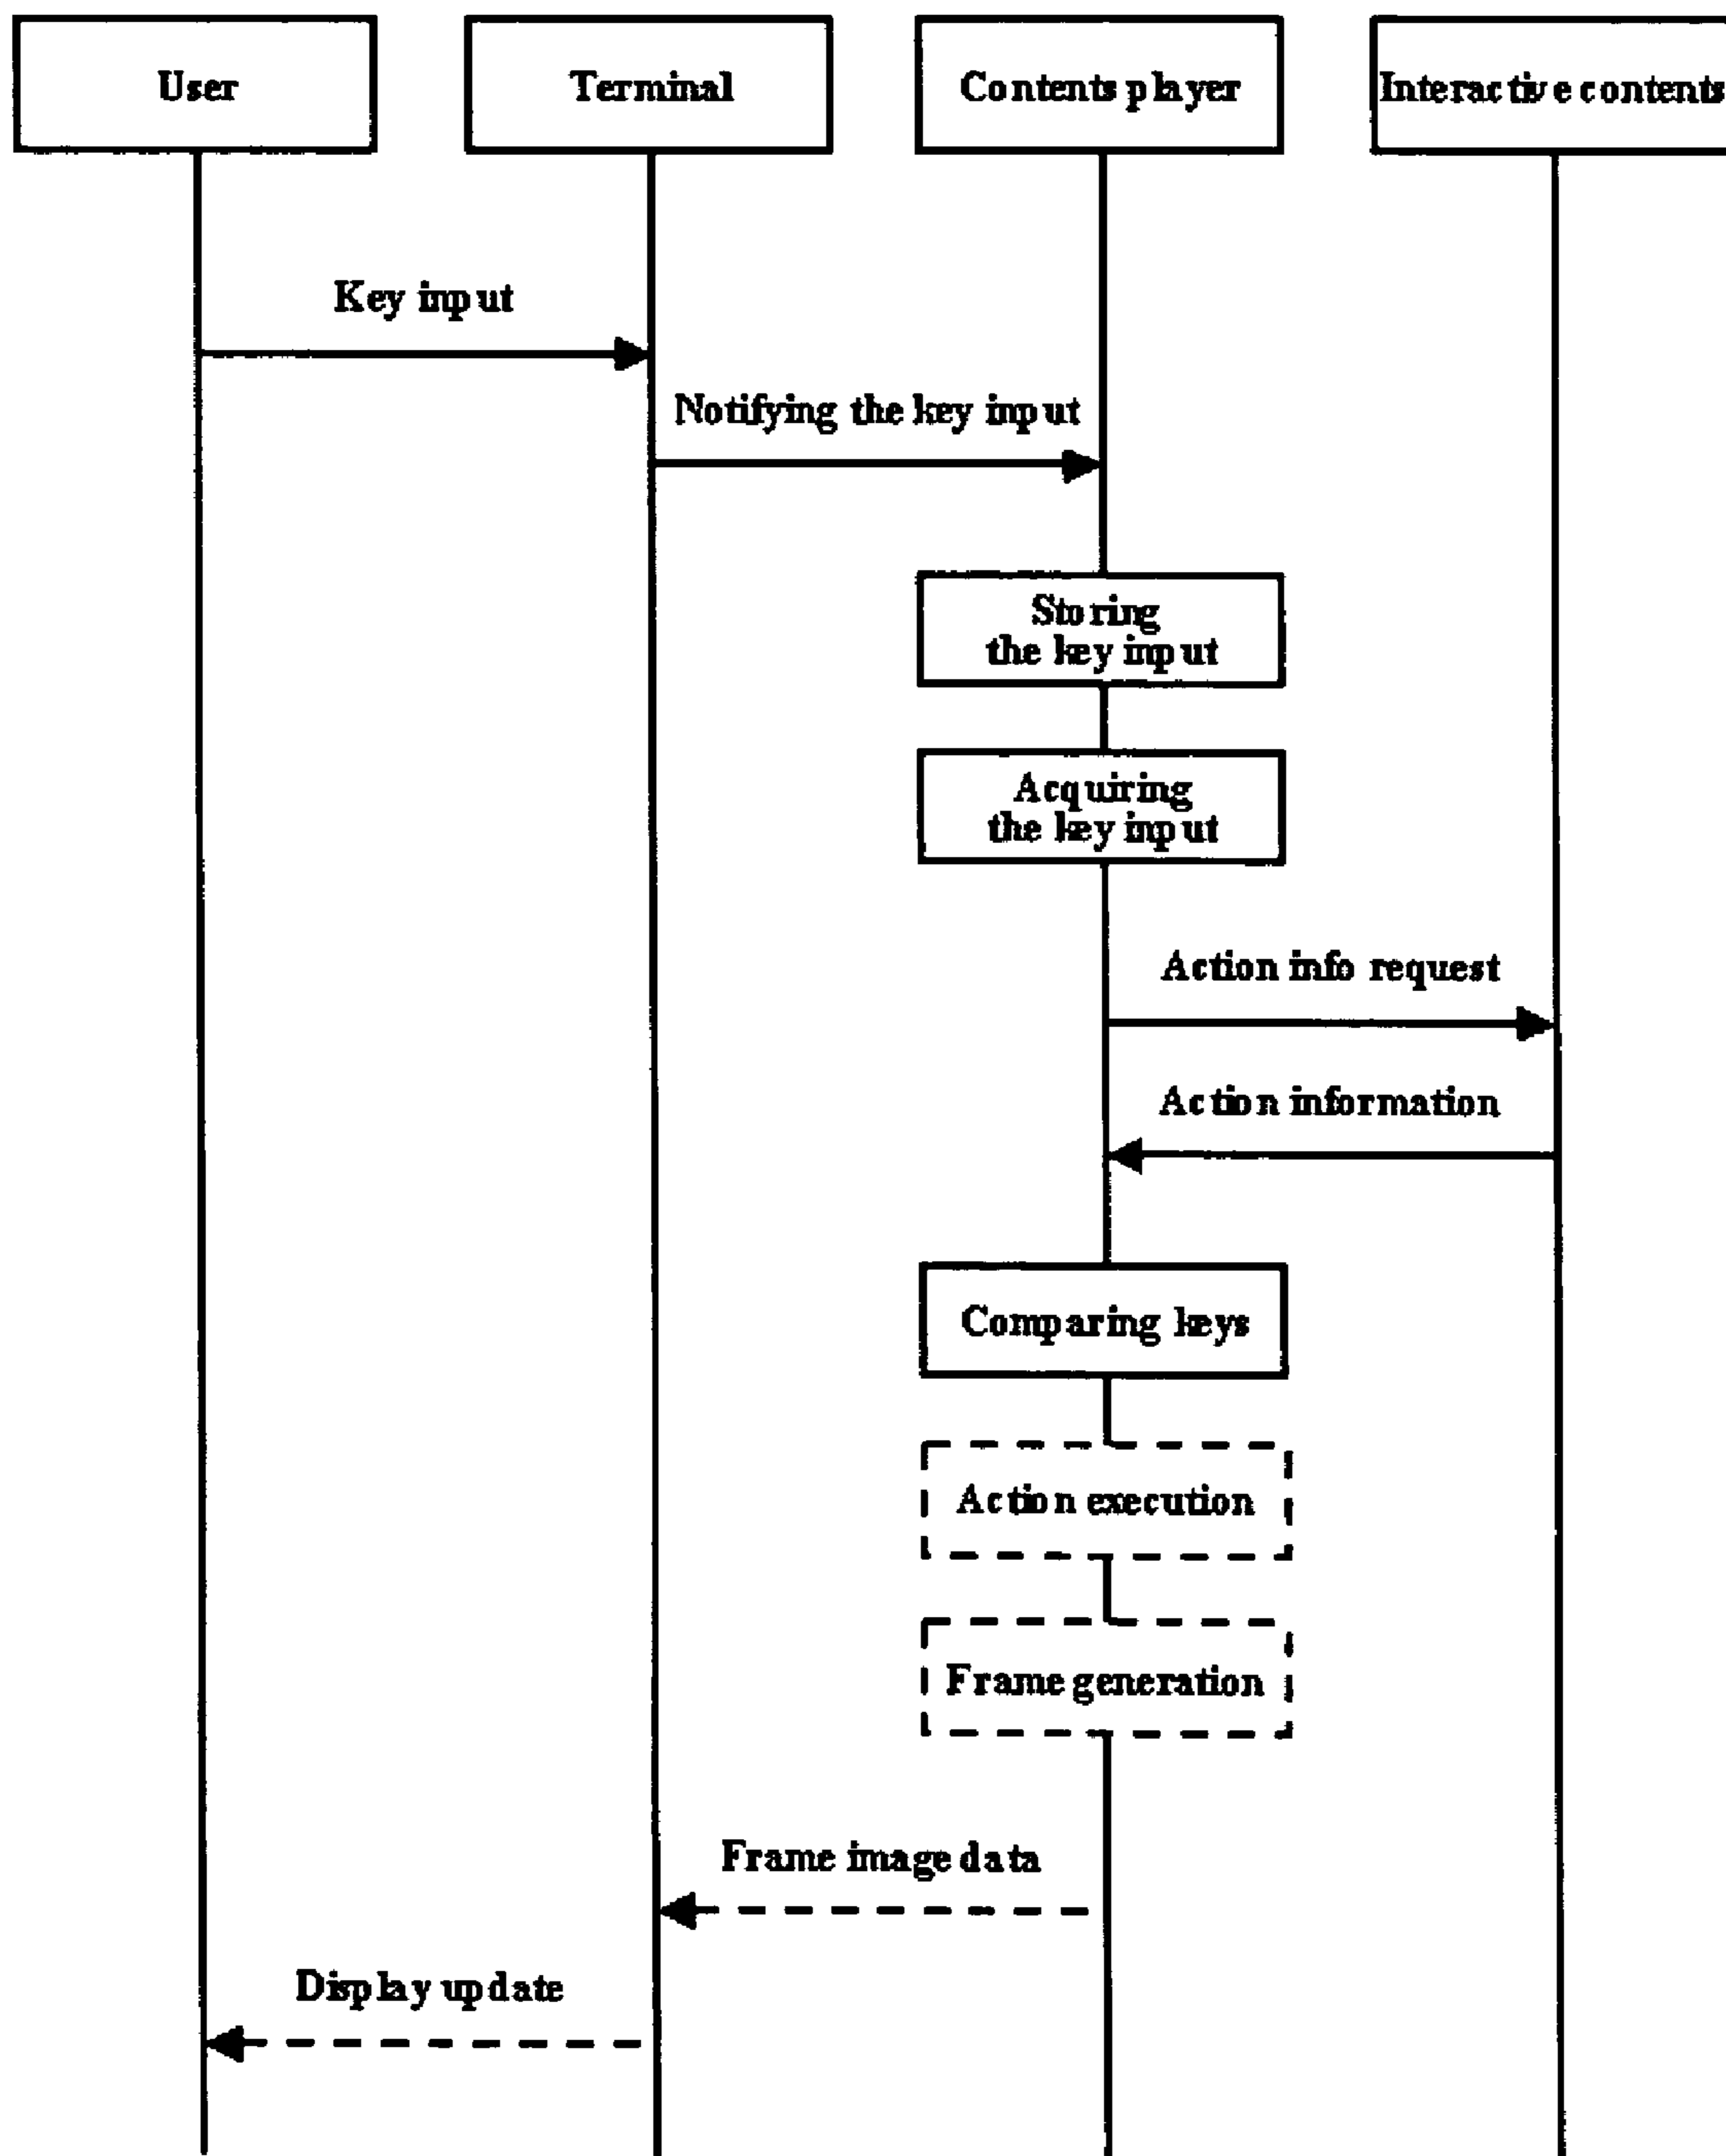 User
Terminal
Contents player
Interactive contents
Key input
Notifying the key input
Storing
the key input
Acquiring
the key input
Action info request
Action information
Comparing keys
Action execution
Frame generation
Frame image data
Display update